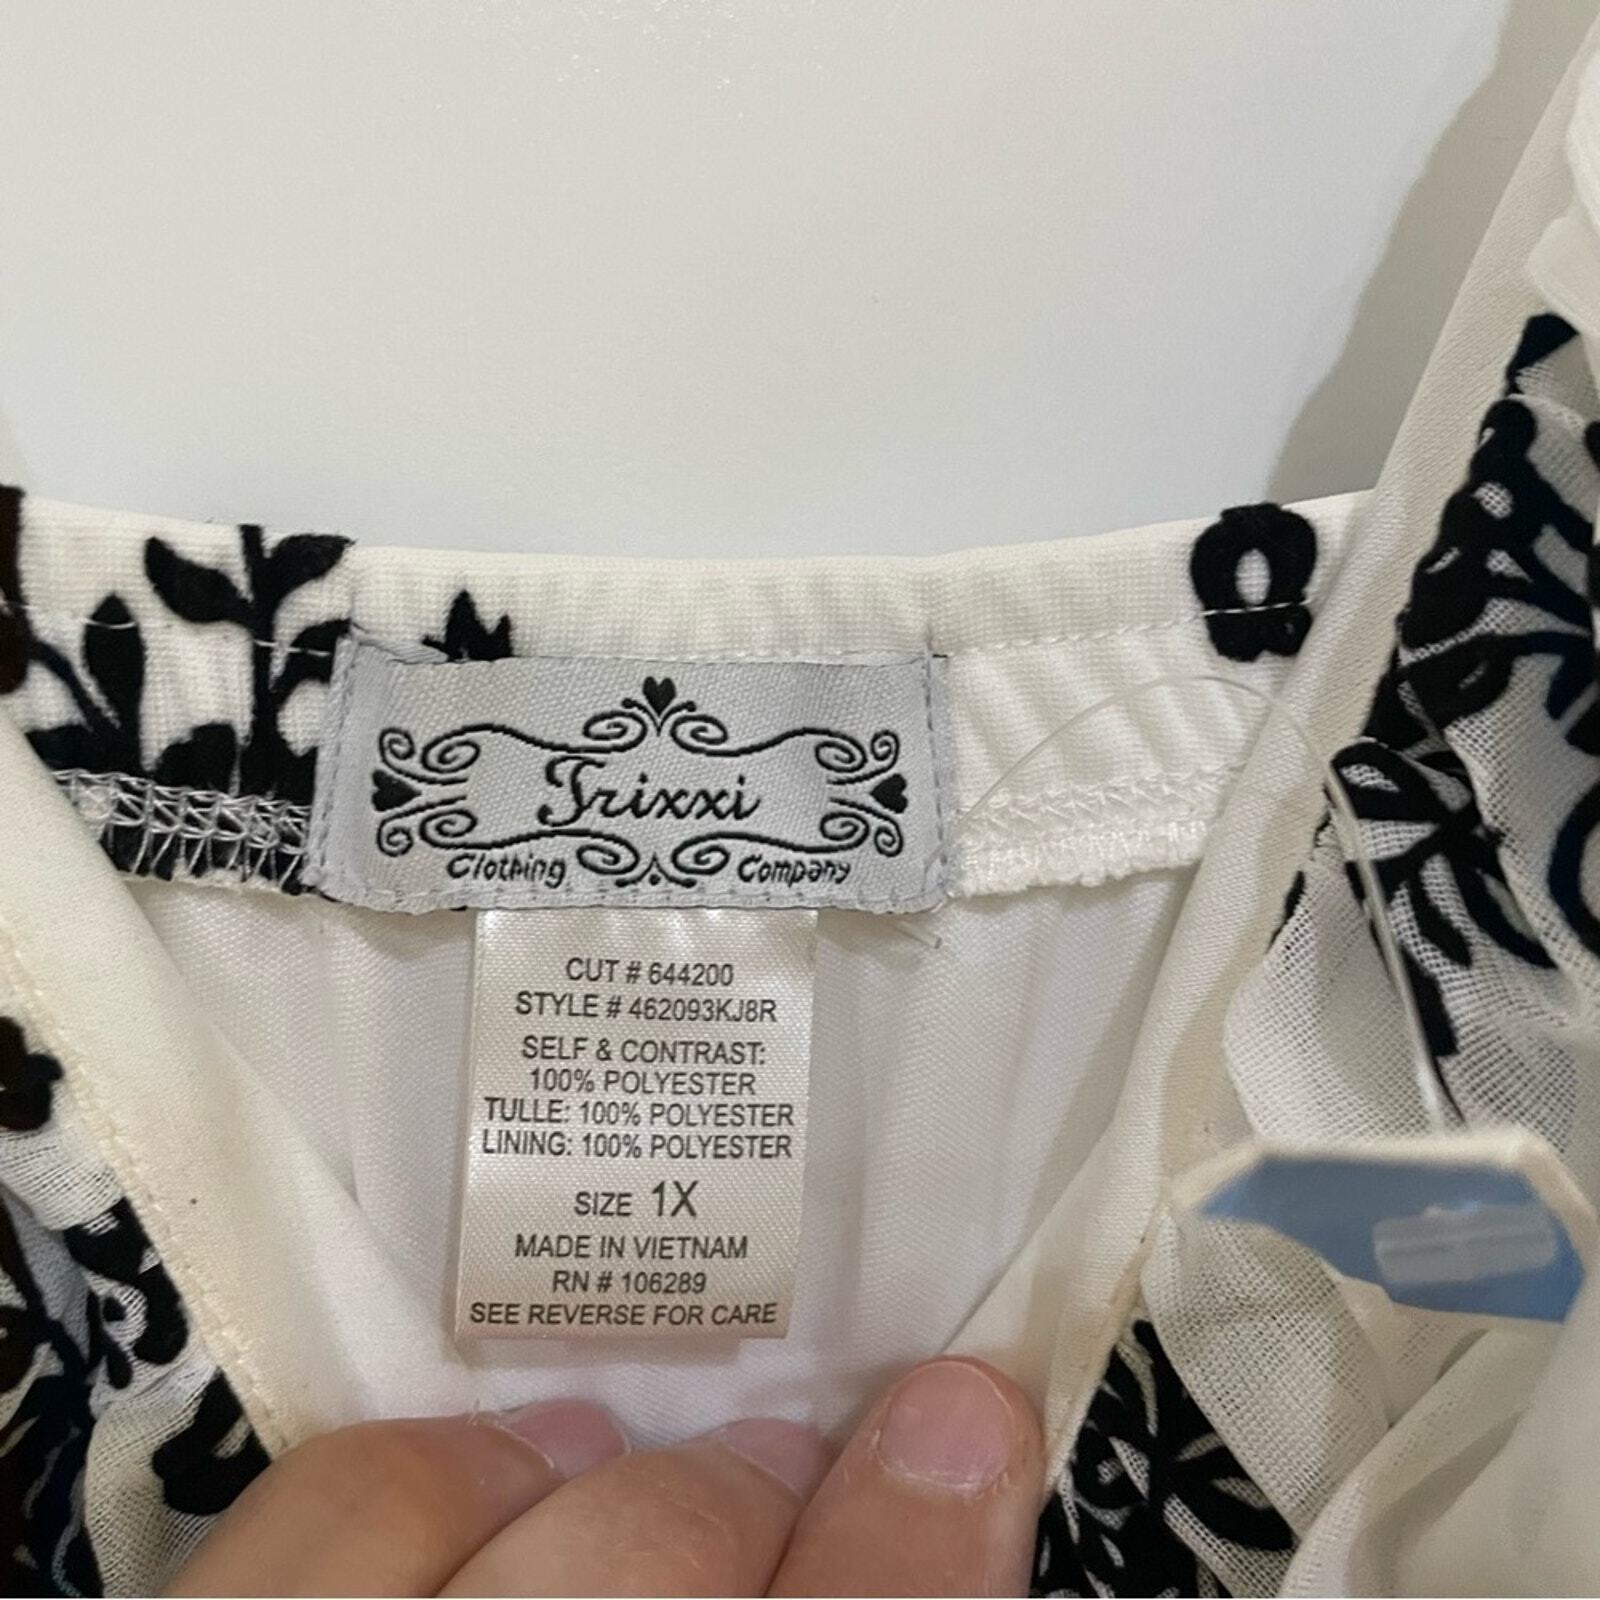 Trixxi
Clothing Company
CUT # 644200
STYLE # 462093KJ8R
SELF & CONTRAST:
100% POLYESTER
TULLE: 100% POLYESTER
LINING: 100% POLYESTER
SIZE 1X
MADE IN VIETNAM
RN # 106289
SEE REVERSE FOR CARE